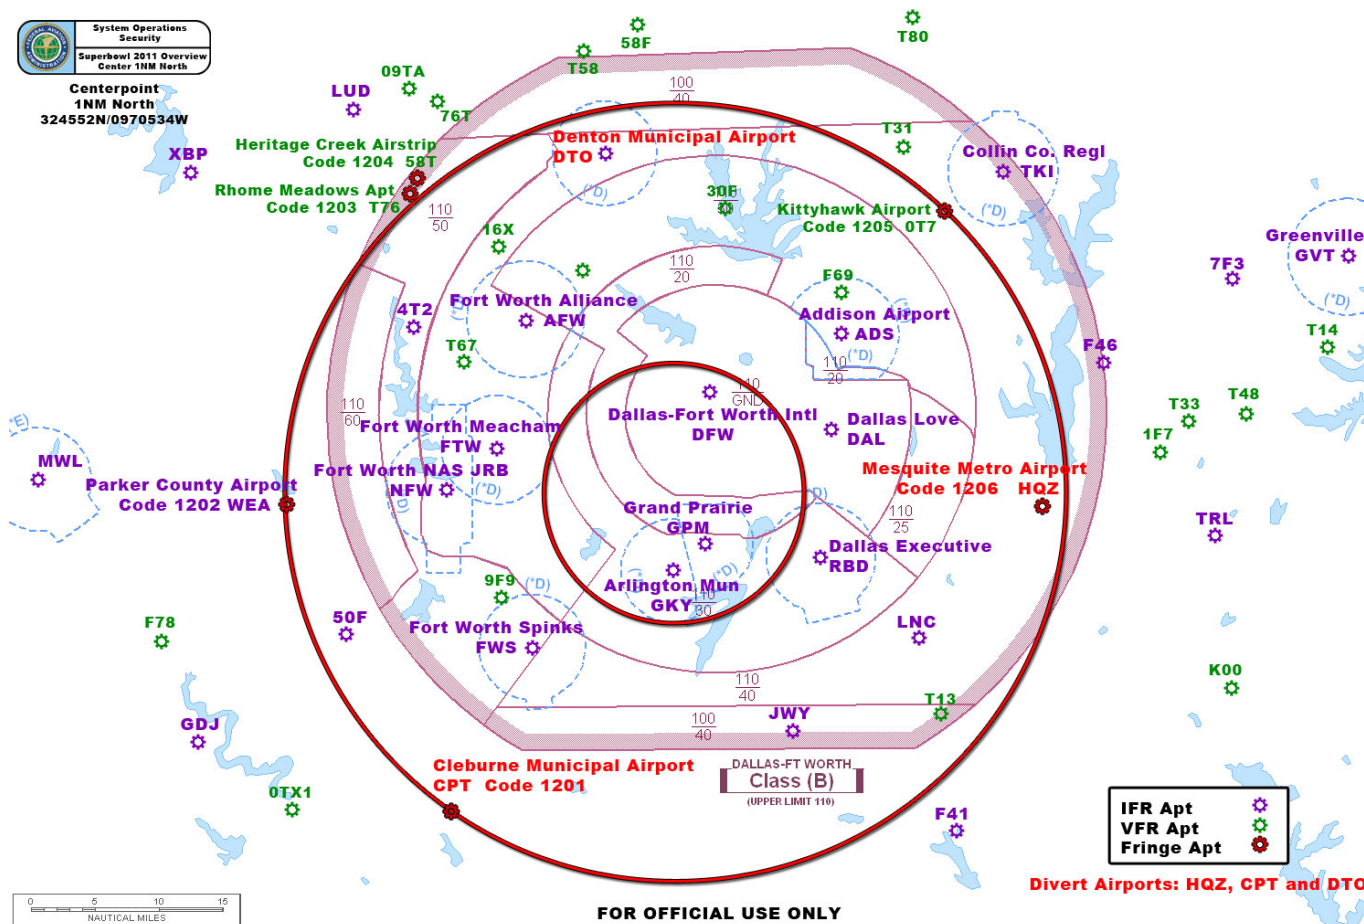 System Operations
Security
Superbowl 2011 Overview
Center 1NM North
FEDERAL AVIATION
ADMINISTRATION
Centerpoint
1NM North
324552N/0970534W
58F
T80
T58
09TA
LUD
76T
100
40
XBP
Heritage Creek Airstrip
Code 1204 58T
Denton Municipal Airport
DTO
T31
Collin Co. Regl
TKI
Rhome Meadows Apt
Code 1203 T76
(*D)
30F
Kittyhawk Airport
Code 1205 0T7
(*D)
110
50
16X
Greenville
GVT
7F3
110
20
F69
(*D)
4T2
Fort Worth Alliance
AFW
Addison Airport
ADS
T14
T67
(*D)
110
20
F46
110
60
110
GND
Dallas-Fort Worth Intl
DFW
Dallas Love
DAL
T33
T48
(*E)
Fort Worth Meacham
FTW
1F7
MWL
Fort Worth NAS JRB
NFW
(*D)
Mesquite Metro Airport
Code 1206 HQZ
Parker County Airport
Code 1202 WEA
Grand Prairie
GPM
110
25
TRL
Dallas Executive
RBD
(*D)
9F9
(*D)
Arlington Mun
GKY
F78
50F
Fort Worth Spinks
FWS
LNC
110
40
K00
T13
GDJ
100
40
JWY
Cleburne Municipal Airport
CPT Code 1201
DALLAS-FT WORTH
Class (B)
(UPPER LIMIT 110)
0TX1
F41
IFR Apt
VFR Apt
Fringe Apt
Divert Airports: HQZ, CPT and DTO
0 5 10 15
NAUTICAL MILES
FOR OFFICIAL USE ONLY